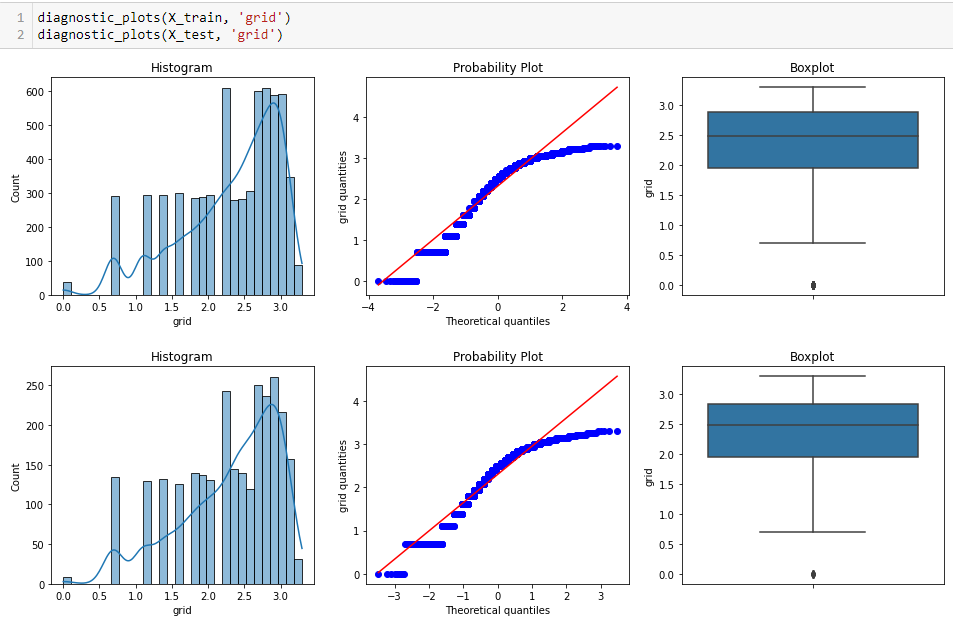 1 diagnostic_plots(X_train, 'grid')
2 diagnostic_plots(X_test, 'grid')
Histogram
600
500
400
300
200
100
0
Count
0.0 0.5 1.0 1.5 2.0 2.5 3.0
grid
Probability Plot
4
3
2
1
0
grid quantities
−4 −2 0 2 4
Theoretical quantiles
Boxplot
3.0
2.5
2.0
1.5
1.0
0.5
0.0
grid
Histogram
250
200
150
100
50
0
Count
0.0 0.5 1.0 1.5 2.0 2.5 3.0
grid
Probability Plot
4
3
2
1
0
grid quantities
−3 −2 −1 0 1 2 3
Theoretical quantiles
Boxplot
3.0
2.5
2.0
1.5
1.0
0.5
0.0
grid